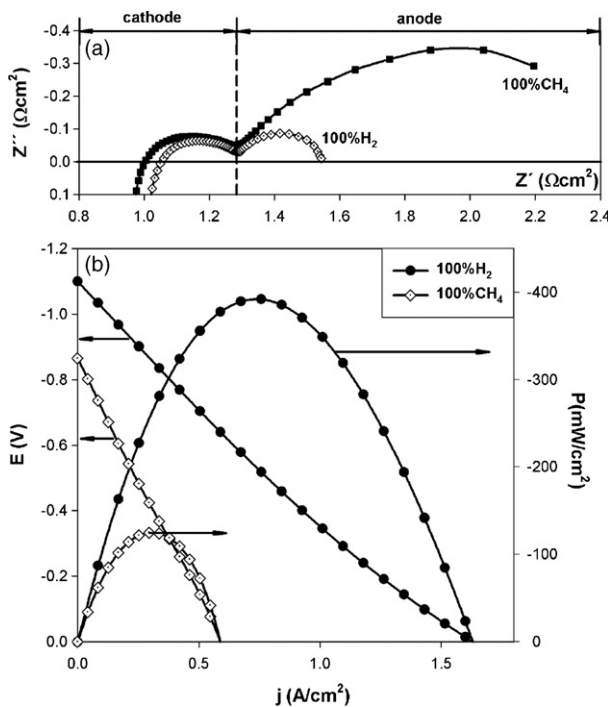 cathode anode
(a)
-0.4
-0.3
-0.2
-0.1
0.0
0.1
Z´´ (Ωcm²)
100%CH₄
100%H₂
Z´ (Ωcm²)
0.8 1.0 1.2 1.4 1.6 1.8 2.0 2.2 2.4
(b)
-1.2
-1.0
-0.8
-0.6
-0.4
-0.2
0.0
E (V)
100%H₂
100%CH₄
-400
-300
-200
-100
0
P(mW/cm²)
0.0 0.5 1.0 1.5
j (A/cm²)